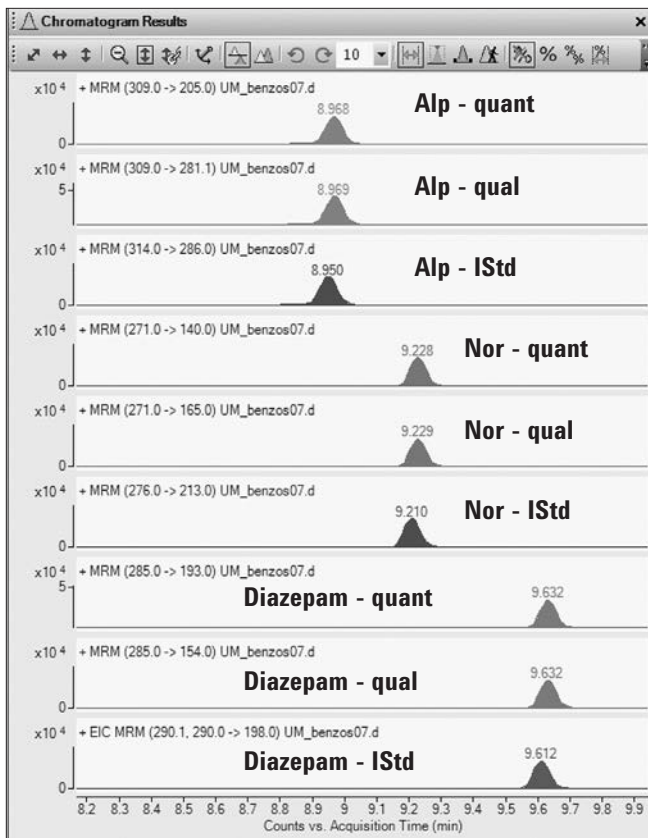 Chromatogram Results
10
x10 4 + MRM (309.0 -> 205.0) UM_benzos07.d
Alp - quant
8.968
0
x10 4 + MRM (309.0 -> 281.1) UM_benzos07.d
Alp - qual
5
8.969
x10 4 + MRM (314.0 -> 286.0) UM_benzos07.d
Alp - IStd
8.950
0
x10 4 + MRM (271.0 -> 140.0) UM_benzos07.d
Nor - quant
9.228
0
x10 4 + MRM (271.0 -> 165.0) UM_benzos07.d
Nor - qual
9.229
0
x10 4 + MRM (276.0 -> 213.0) UM_benzos07.d
Nor - IStd
9.210
0
x10 4 + MRM (285.0 -> 193.0) UM_benzos07.d
5
Diazepam - quant
9.632
x10 4 + MRM (285.0 -> 154.0) UM_benzos07.d
Diazepam - qual
9.632
0
x10 4 + EIC MRM (290.1, 290.0 -> 198.0) UM_benzos07.d
Diazepam - IStd
9.612
0
8.2 8.3 8.4 8.5 8.6 8.7 8.8 8.9 9 9.1 9.2 9.3 9.4 9.5 9.6 9.7 9.8 9.9
Counts vs. Acquisition Time (min)